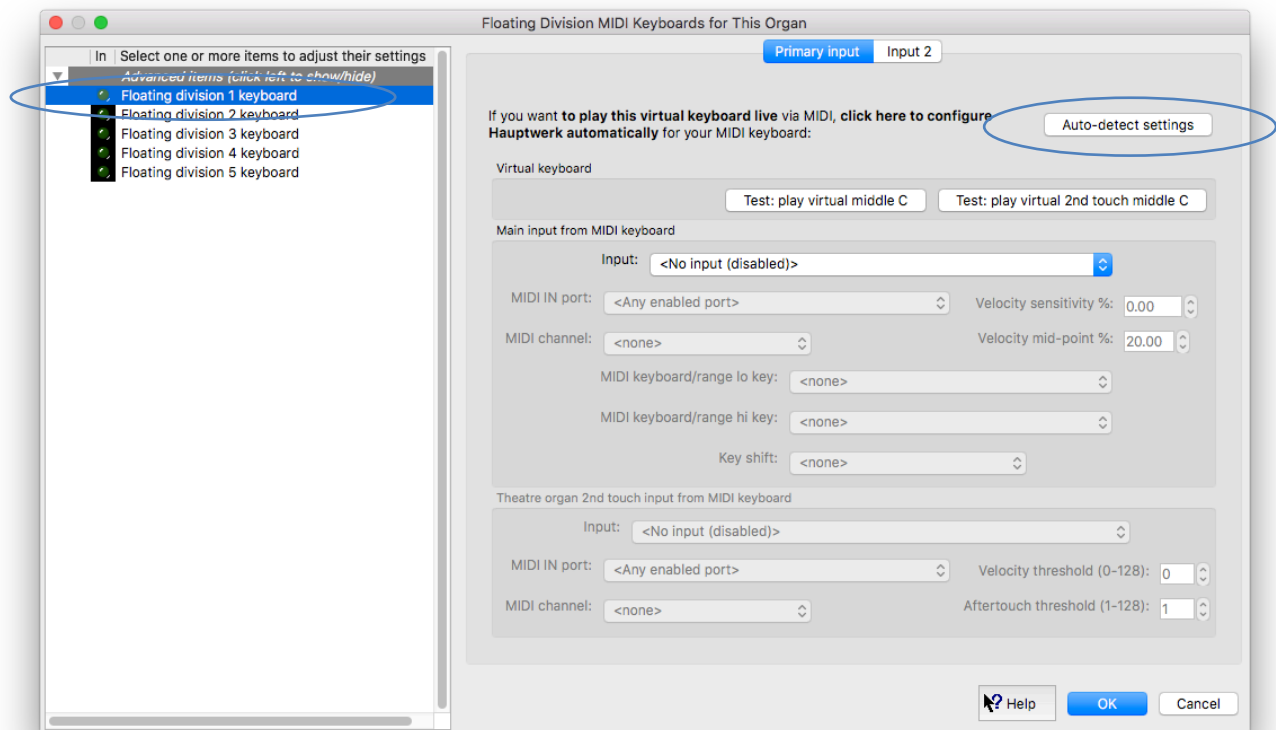 Floating Division MIDI Keyboards for This Organ
In Select one or more items to adjust their settings
Advanced items (click left to show/hide)
Floating division 1 keyboard
Floating division 2 keyboard
Floating division 3 keyboard
Floating division 4 keyboard
Floating division 5 keyboard
Primary input Input 2
If you want to play this virtual keyboard live via MIDI, click here to configure
Hauptwerk automatically for your MIDI keyboard:
Auto-detect settings
Virtual keyboard
Test: play virtual middle C Test: play virtual 2nd touch middle C
Main input from MIDI keyboard
Input: <No input (disabled)>
MIDI IN port: <Any enabled port> Velocity sensitivity %: 0.00
MIDI channel: <none> Velocity mid-point %: 20.00
MIDI keyboard/range lo key: <none>
MIDI keyboard/range hi key: <none>
Key shift: <none>
Theatre organ 2nd touch input from MIDI keyboard
Input: <No input (disabled)>
MIDI IN port: <Any enabled port> Velocity threshold (0-128): 0
MIDI channel: <none> Aftertouch threshold (1-128): 1
? Help OK Cancel